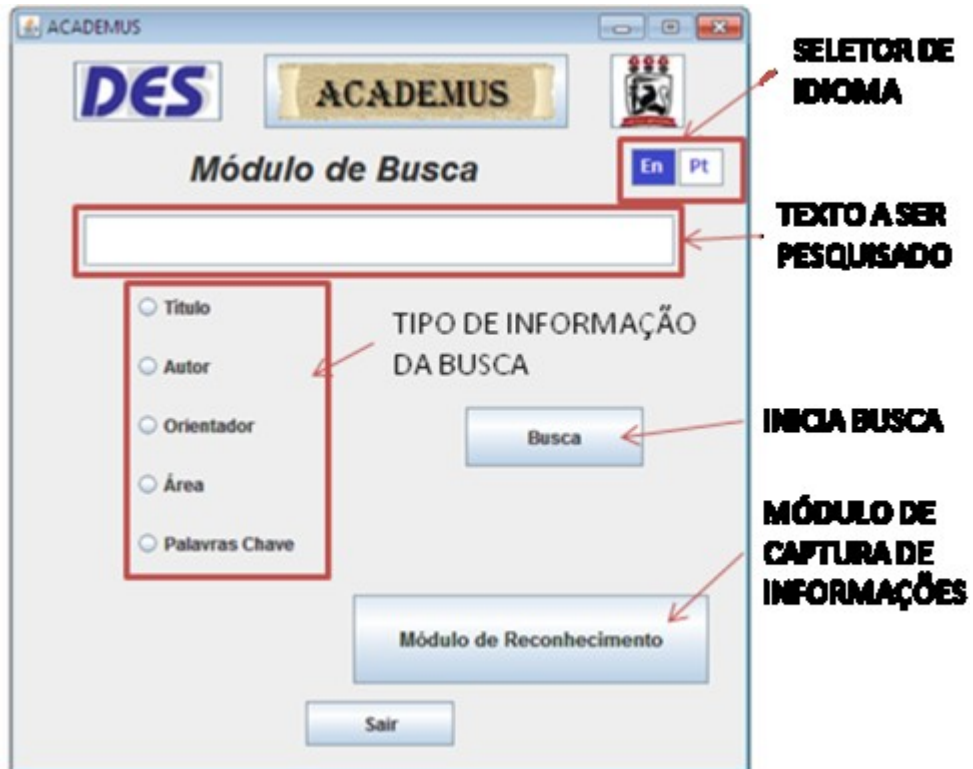 ACADEMUS
SELETOR DE
IDIOMA
DES
ACADEMUS
Módulo de Busca
En Pt
TEXTO A SER
PESQUISADO
Título
TIPO DE INFORMAÇÃO
DA BUSCA
Autor
Orientador
Busca
INICIA BUSCA
Área
Palavras Chave
MÓDULO DE
CAPTURA DE
INFORMAÇÕES
Módulo de Reconhecimento
Sair